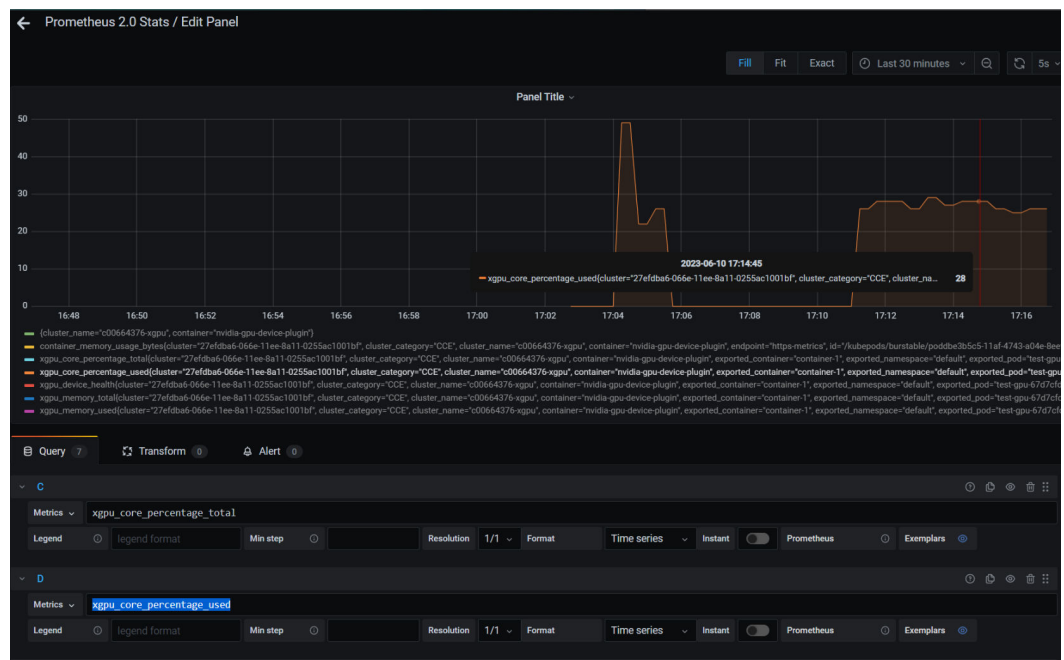 Prometheus 2.0 Stats / Edit Panel
Fill Fit Exact Last 30 minutes 5s
Panel Title
50
40
30
20
10
0
2023-06-10 17:14:45
xgpu_core_percentage_used{cluster="27efdba6-066e-11ee-8a11-0255ac1001bf", cluster_category="CCE", cluster_na... 28
16:48 16:50 16:52 16:54 16:56 16:58 17:00 17:02 17:04 17:06 17:08 17:10 17:12 17:14 17:16
{cluster_name="c00664376-xgpu", container="nvidia-gpu-device-plugin"}
container_memory_usage_bytes{cluster="27efdba6-066e-11ee-8a11-0255ac1001bf", cluster_category="CCE", cluster_name="c00664376-xgpu", container="nvidia-gpu-device-plugin", endpoint="https-metrics", id="/kubepods/burstable/poddbe3b5c5-11af-4743-a04e-8ee
xgpu_core_percentage_total{cluster="27efdba6-066e-11ee-8a11-0255ac1001bf", cluster_category="CCE", cluster_name="c00664376-xgpu", container="nvidia-gpu-device-plugin", exported_container="container-1", exported_namespace="default", exported_pod="test-gpu
xgpu_core_percentage_used{cluster="27efdba6-066e-11ee-8a11-0255ac1001bf", cluster_category="CCE", cluster_name="c00664376-xgpu", container="nvidia-gpu-device-plugin", exported_container="container-1", exported_namespace="default", exported_pod="test-gpu
xgpu_device_health{cluster="27efdba6-066e-11ee-8a11-0255ac1001bf", cluster_category="CCE", cluster_name="c00664376-xgpu", container="nvidia-gpu-device-plugin", exported_container="container-1", exported_namespace="default", exported_pod="test-gpu-67d7cfd
xgpu_memory_total{cluster="27efdba6-066e-11ee-8a11-0255ac1001bf", cluster_category="CCE", cluster_name="c00664376-xgpu", container="nvidia-gpu-device-plugin", exported_container="container-1", exported_namespace="default", exported_pod="test-gpu-67d7cfd
xgpu_memory_used{cluster="27efdba6-066e-11ee-8a11-0255ac1001bf", cluster_category="CCE", cluster_name="c00664376-xgpu", container="nvidia-gpu-device-plugin", exported_container="container-1", exported_namespace="default", exported_pod="test-gpu-67d7cfd
Query 7 Transform 0 Alert 0
C
Metrics xgpu_core_percentage_total
Legend legend format Min step Resolution 1/1 Format Time series Instant Prometheus Exemplars
D
Metrics xgpu_core_percentage_used
Legend legend format Min step Resolution 1/1 Format Time series Instant Prometheus Exemplars